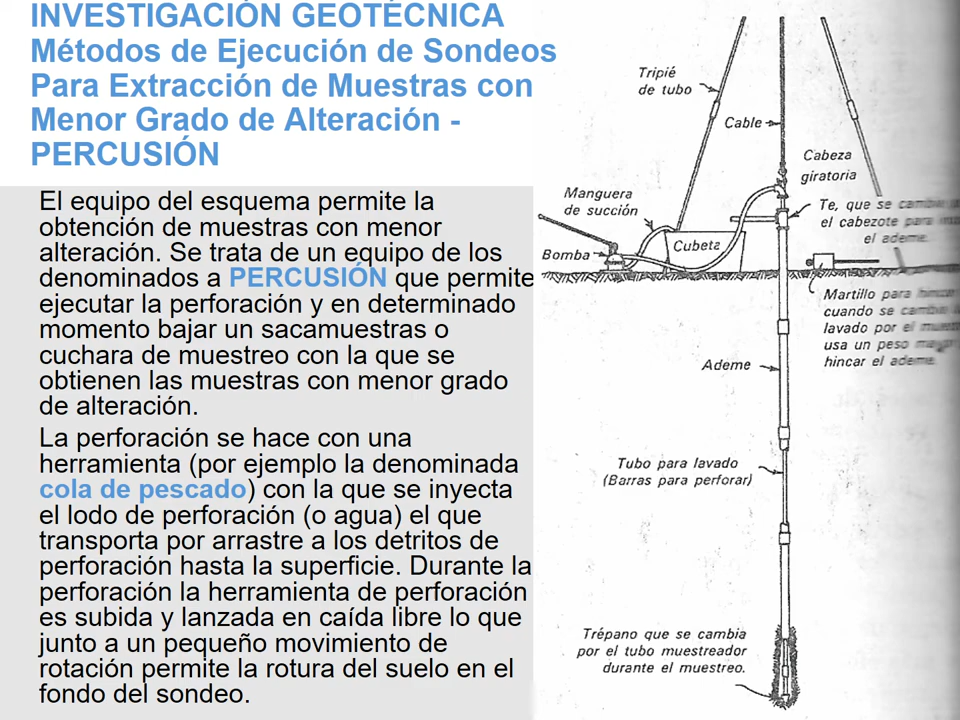 INVESTIGACIÓN GEOTÉCNICA
Métodos de Ejecución de Sondeos
Para Extracción de Muestras con
Menor Grado de Alteración -
PERCUSIÓN
El equipo del esquema permite la
obtención de muestras con menor
alteración. Se trata de un equipo de los
denominados a PERCUSIÓN que permite
ejecutar la perforación y en determinado
momento bajar un sacamuestras o
cuchara de muestreo con la que se
obtienen las muestras con menor grado
de alteración.
La perforación se hace con una
herramienta (por ejemplo la denominada
cola de pescado) con la que se inyecta
el lodo de perforación (o agua) el que
transporta por arrastre a los detritos de
perforación hasta la superficie. Durante la
perforación la herramienta de perforación
es subida y lanzada en caída libre lo que
junto a un pequeño movimiento de
rotación permite la rotura del suelo en el
fondo del sondeo.
Tripié
de tubo
Cable
Cabeza
giratoria
Manguera
de succión
Te, que se
el cabezote para
el ademe.
Cubeta
Bomba
Martillo para
cuando se
lavado por el
usa un peso
hincar el ademe.
Ademe
Tubo para lavado
(Barras para perforar)
Trépano que se cambia
por el tubo muestreador
durante el muestreo.